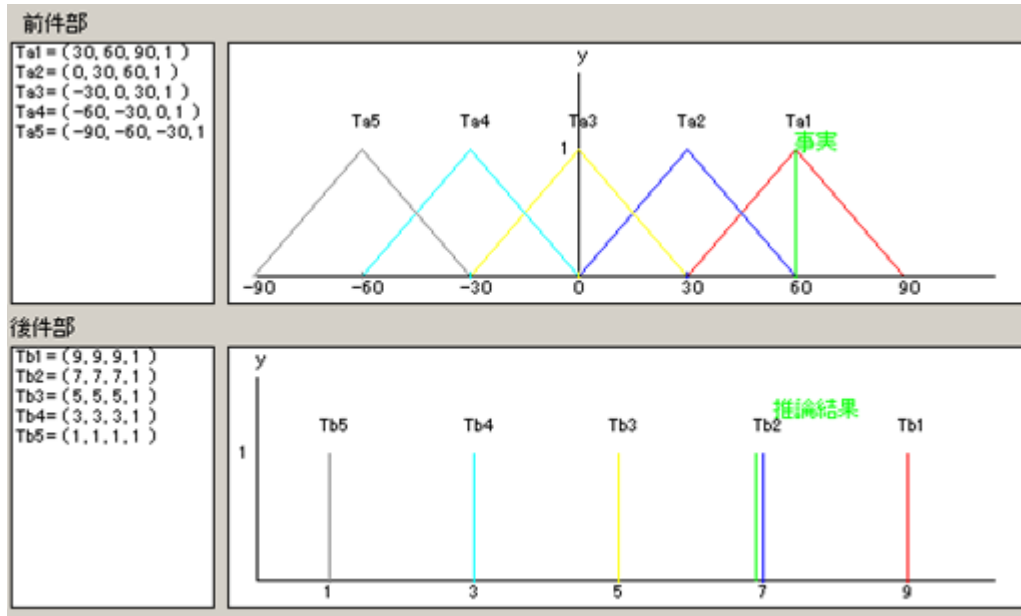 前件部
Ta1=(30,60,90,1 )
Ta2=(0,30,60,1 )
Ta3=(-30,0,30,1 )
Ta4=(-60,-30,0,1 )
Ta5=(-90,-60,-30,1
y
Ta5 Ta4 Ta3 Ta2 Ta1
事実
1
-90 -60 -30 0 30 60 90
後件部
Tb1=(9,9,9,1 )
Tb2=(7,7,7,1 )
Tb3=(5,5,5,1 )
Tb4=(3,3,3,1 )
Tb5=(1,1,1,1 )
y
推論結果
Tb5 Tb4 Tb3 Tb2 Tb1
1
1 3 5 7 9